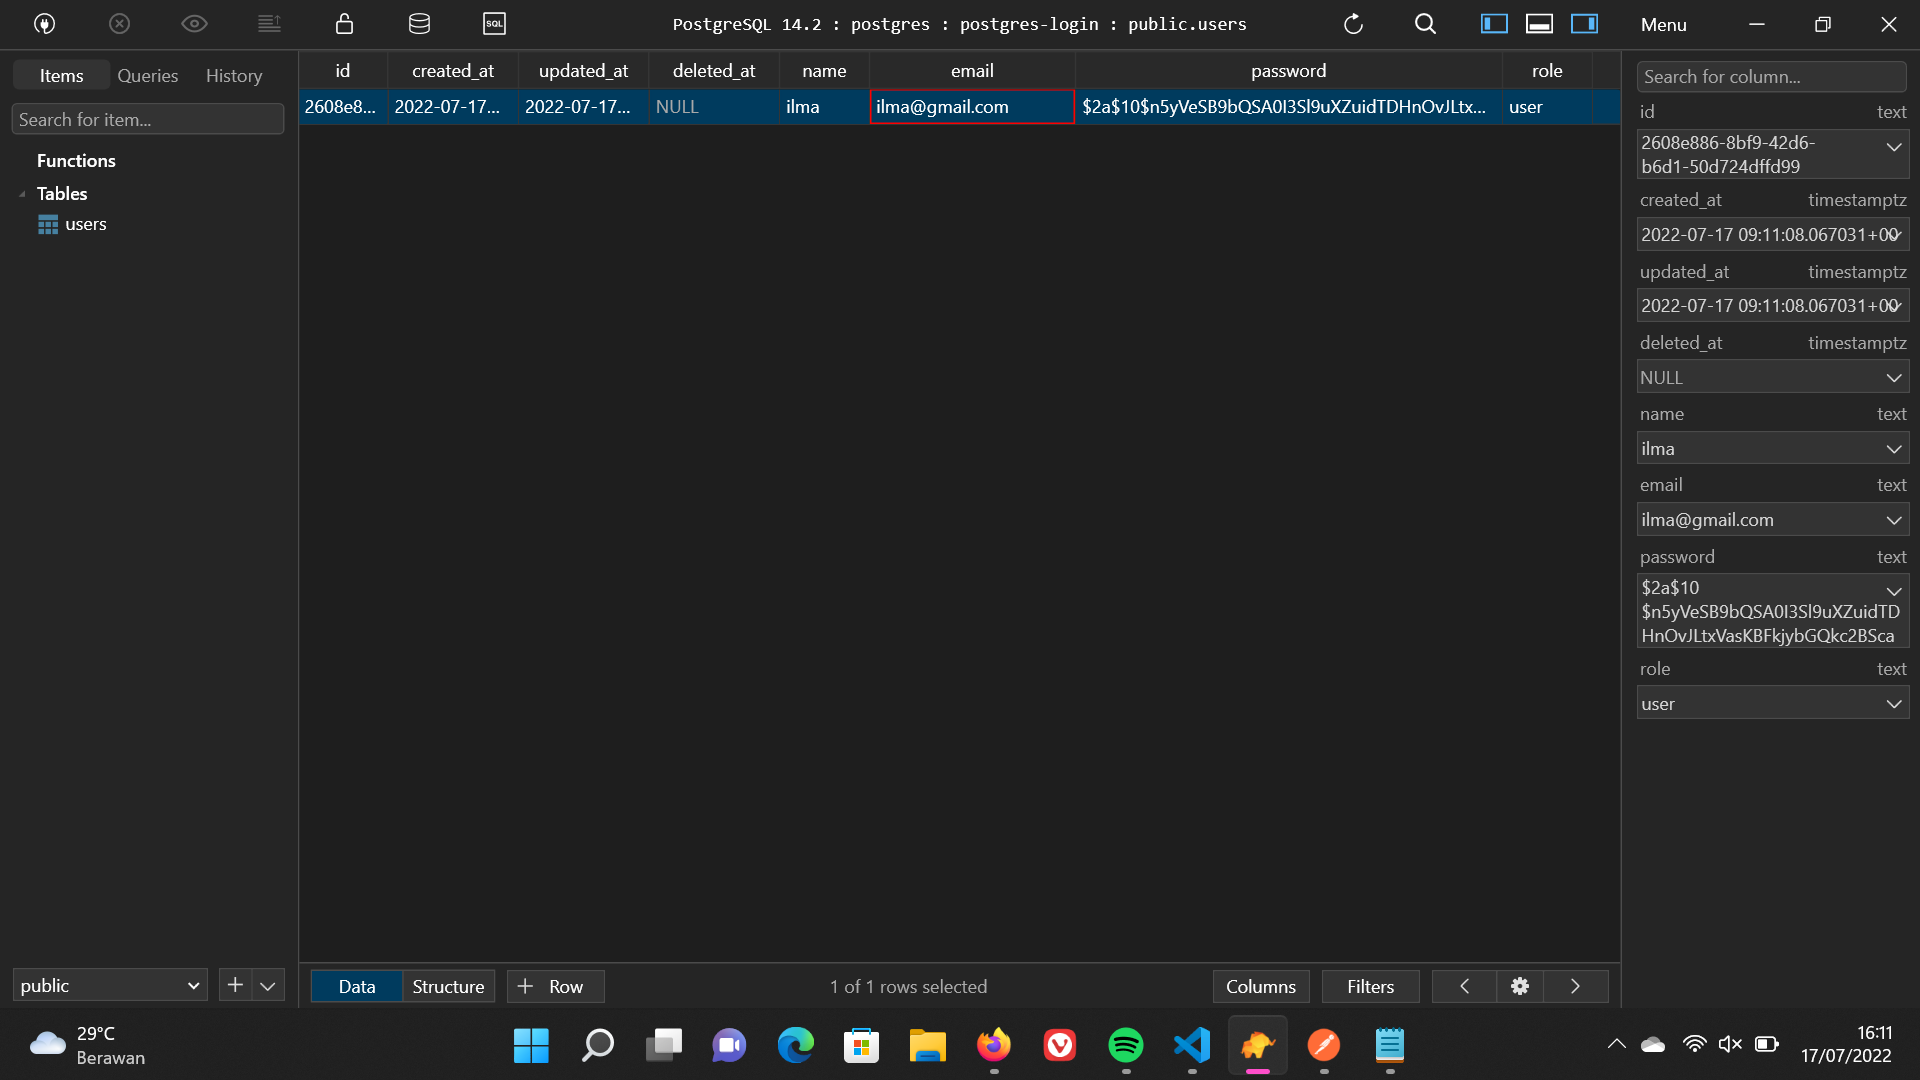 SQL
PostgreSQL 14.2 : postgres : postgres-login : public.users
Menu
Items Queries History
Search for item...
Functions
Tables
users
id created_at updated_at deleted_at name email password role
2608e8... 2022-07-17... 2022-07-17... NULL ilma ilma@gmail.com $2a$10$n5yVeSB9bQSA0I3Sl9uXZuidTDHnOvJLtx... user
Search for column...
id text
2608e886-8bf9-42d6-
b6d1-50d724dffd99
created_at timestamptz
2022-07-17 09:11:08.067031+00
updated_at timestamptz
2022-07-17 09:11:08.067031+00
deleted_at timestamptz
NULL
name text
ilma
email text
ilma@gmail.com
password text
$2a$10
$n5yVeSB9bQSA0I3Sl9uXZuidTD
HnOvJLtxVasKBFkjybGQkc2BSca
role text
user
public
Data Structure + Row
1 of 1 rows selected
Columns Filters
29°C
Berawan
16:11
17/07/2022